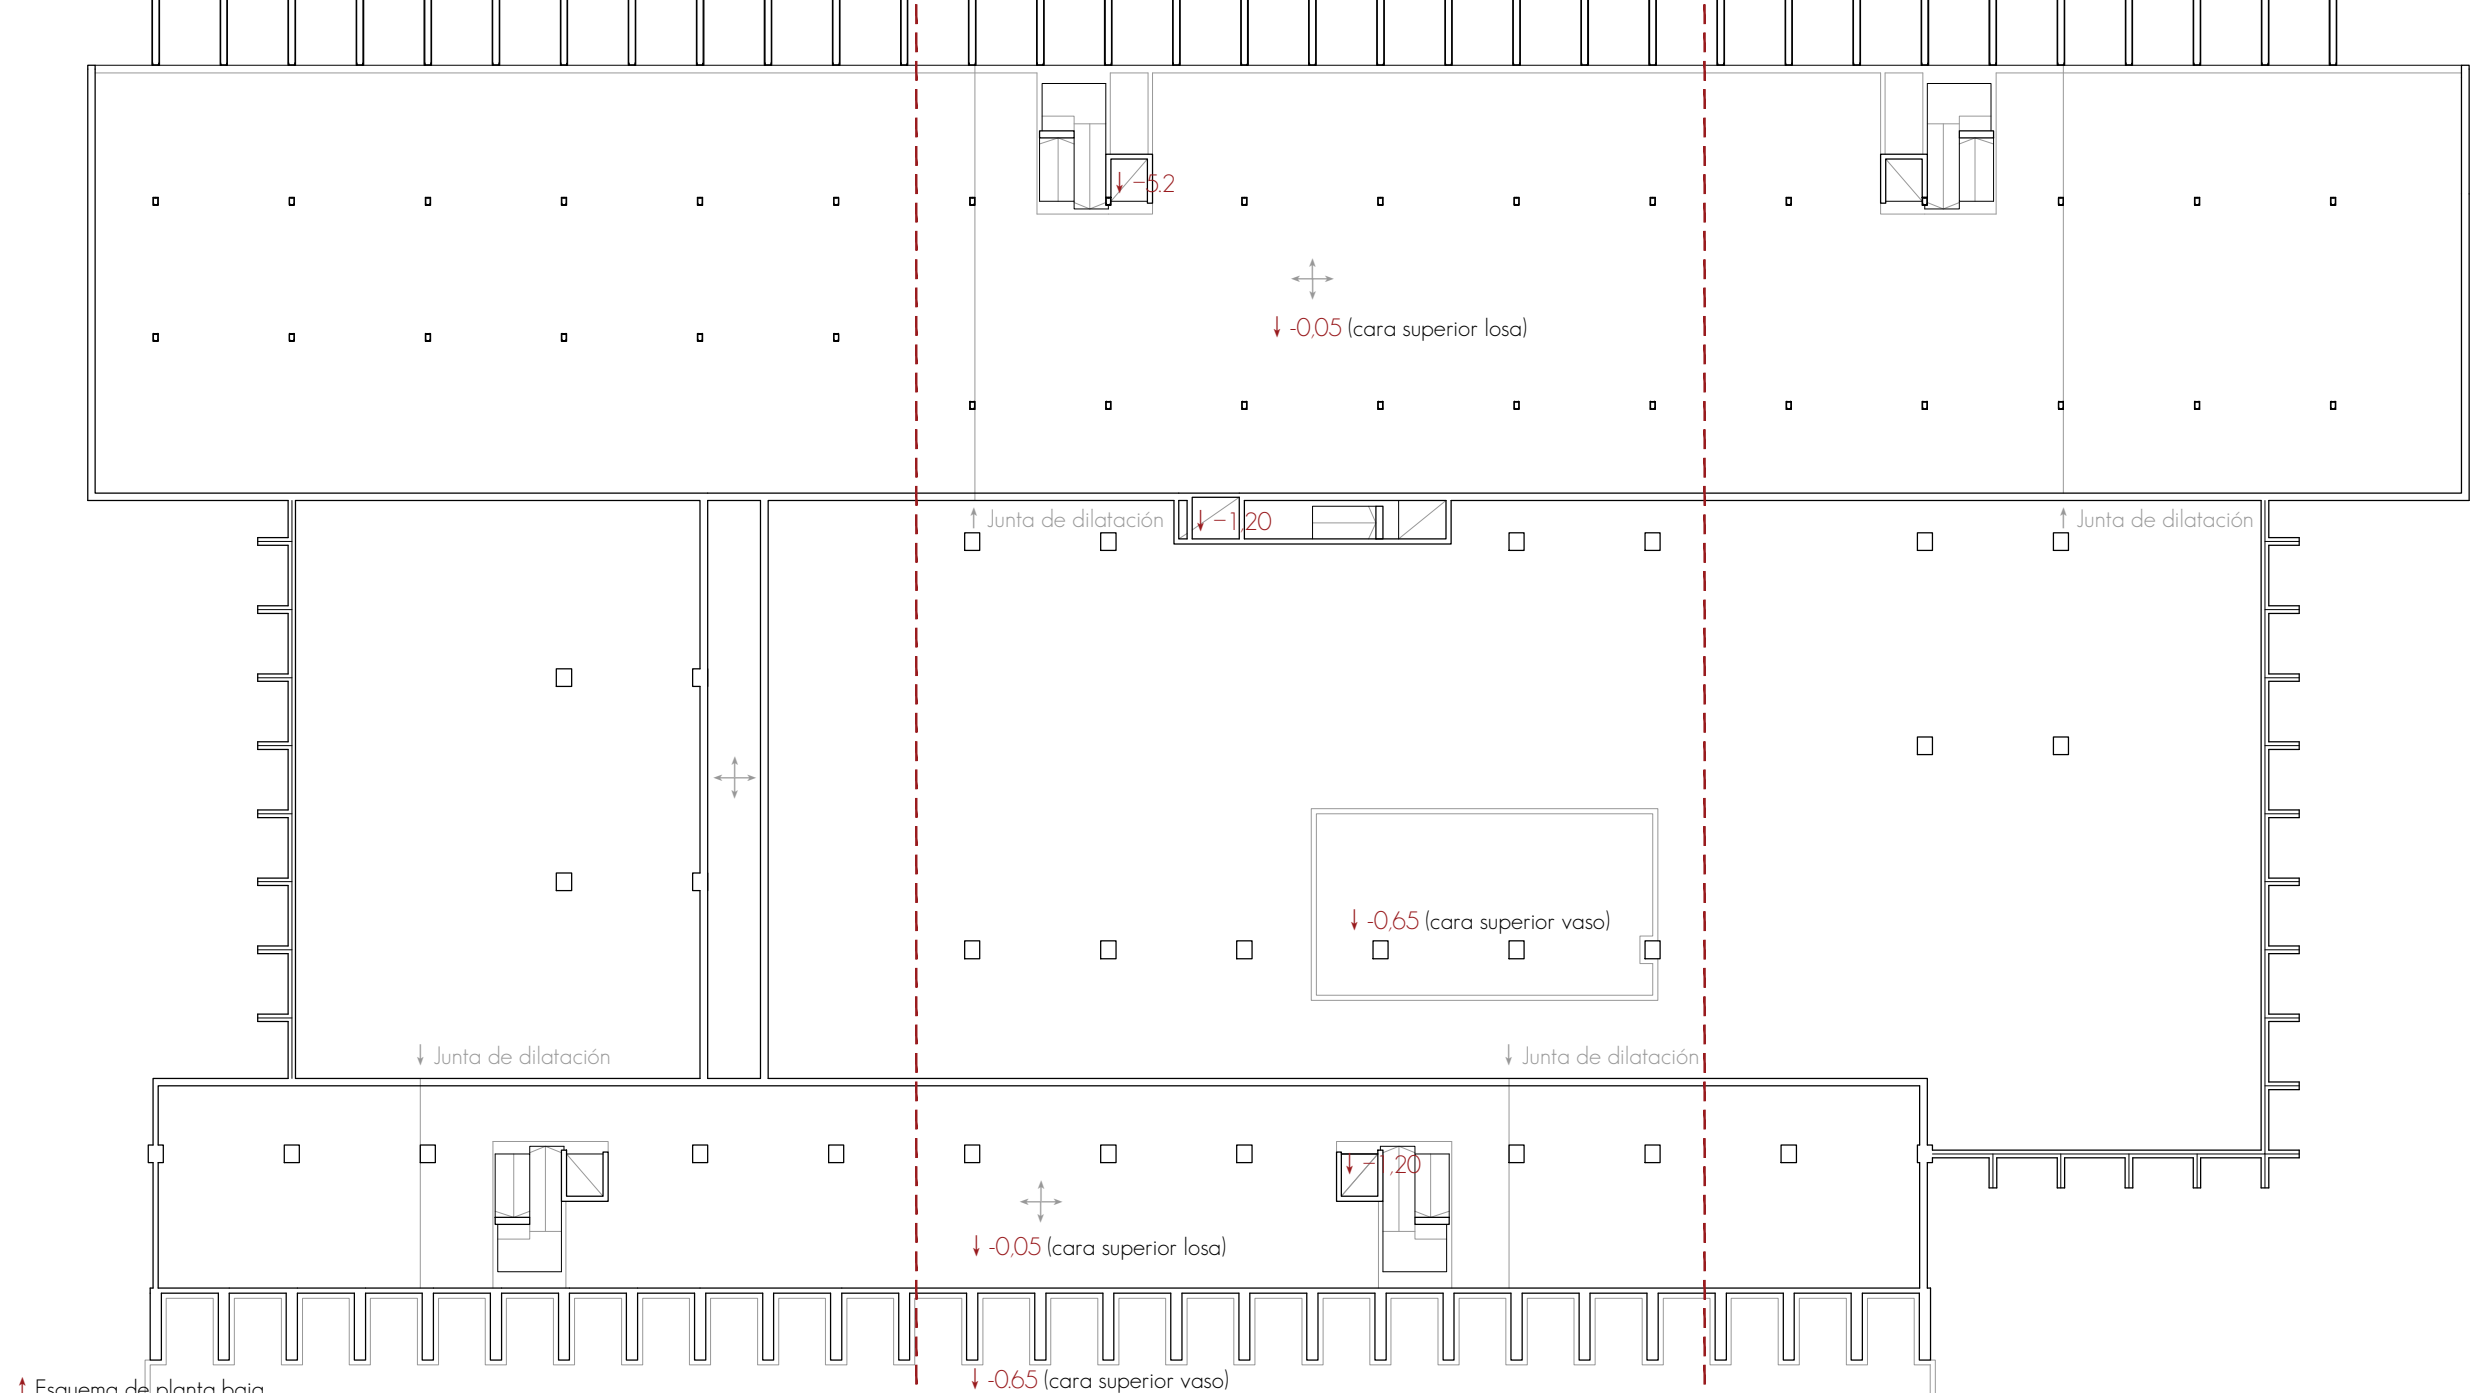 ↓ −5.2
↓ -0,05 (cara superior losa)
↑ Junta de dilatación
↓ −1,20
↑ Junta de dilatación
↓ -0,65 (cara superior vaso)
↓ Junta de dilatación
↓ Junta de dilatación
↓ −1,20
↓ -0,05 (cara superior losa)
↓ -0.65 (cara superior vaso)
↑ Esquema de planta baja